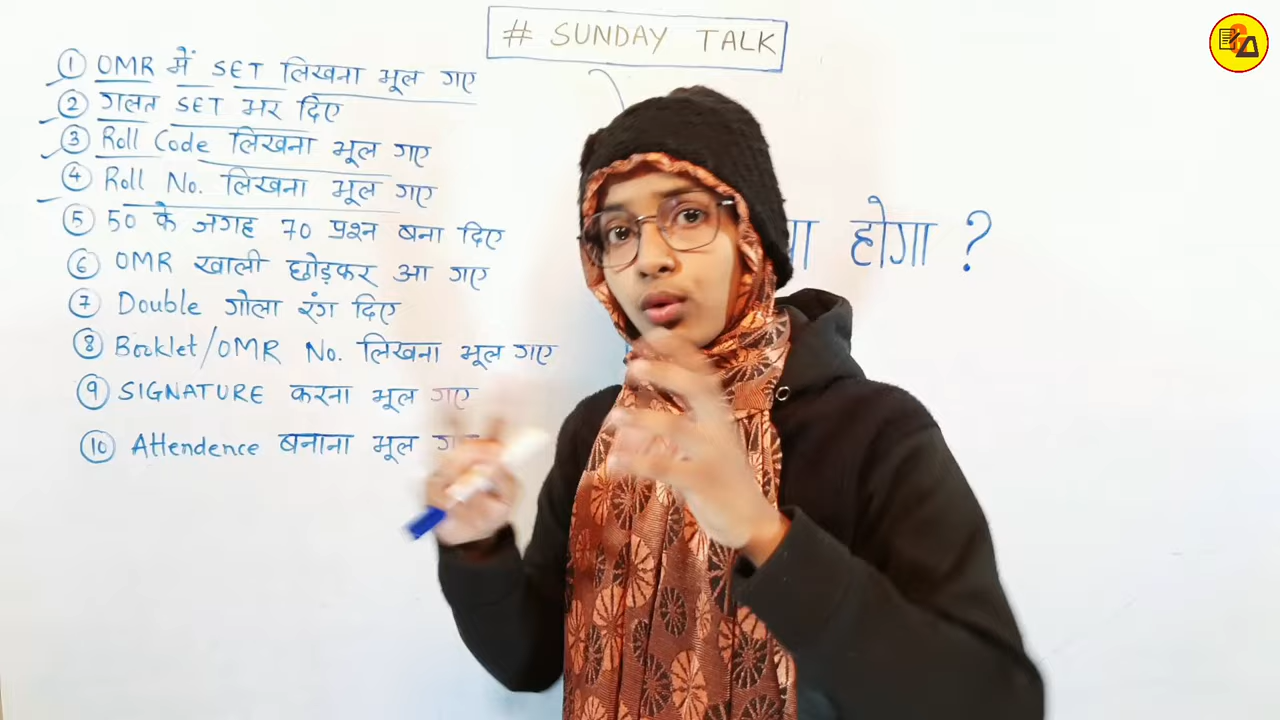 # SUNDAY TALK
① OMR में SET लिखना भूल गए
② गलत SET भर दिए
③ Roll Code लिखना भूल गए
④ Roll No. लिखना भूल गए
⑤ 50 के जगह 70 प्रश्न बना दिए
⑥ OMR खाली छोड़कर आ गए
⑦ Double गोला रंग दिए
⑧ Booklet/OMR No. लिखना भूल गए
⑨ SIGNATURE करना भूल गए
⑩ Attendence बनाना भूल
होगा ?